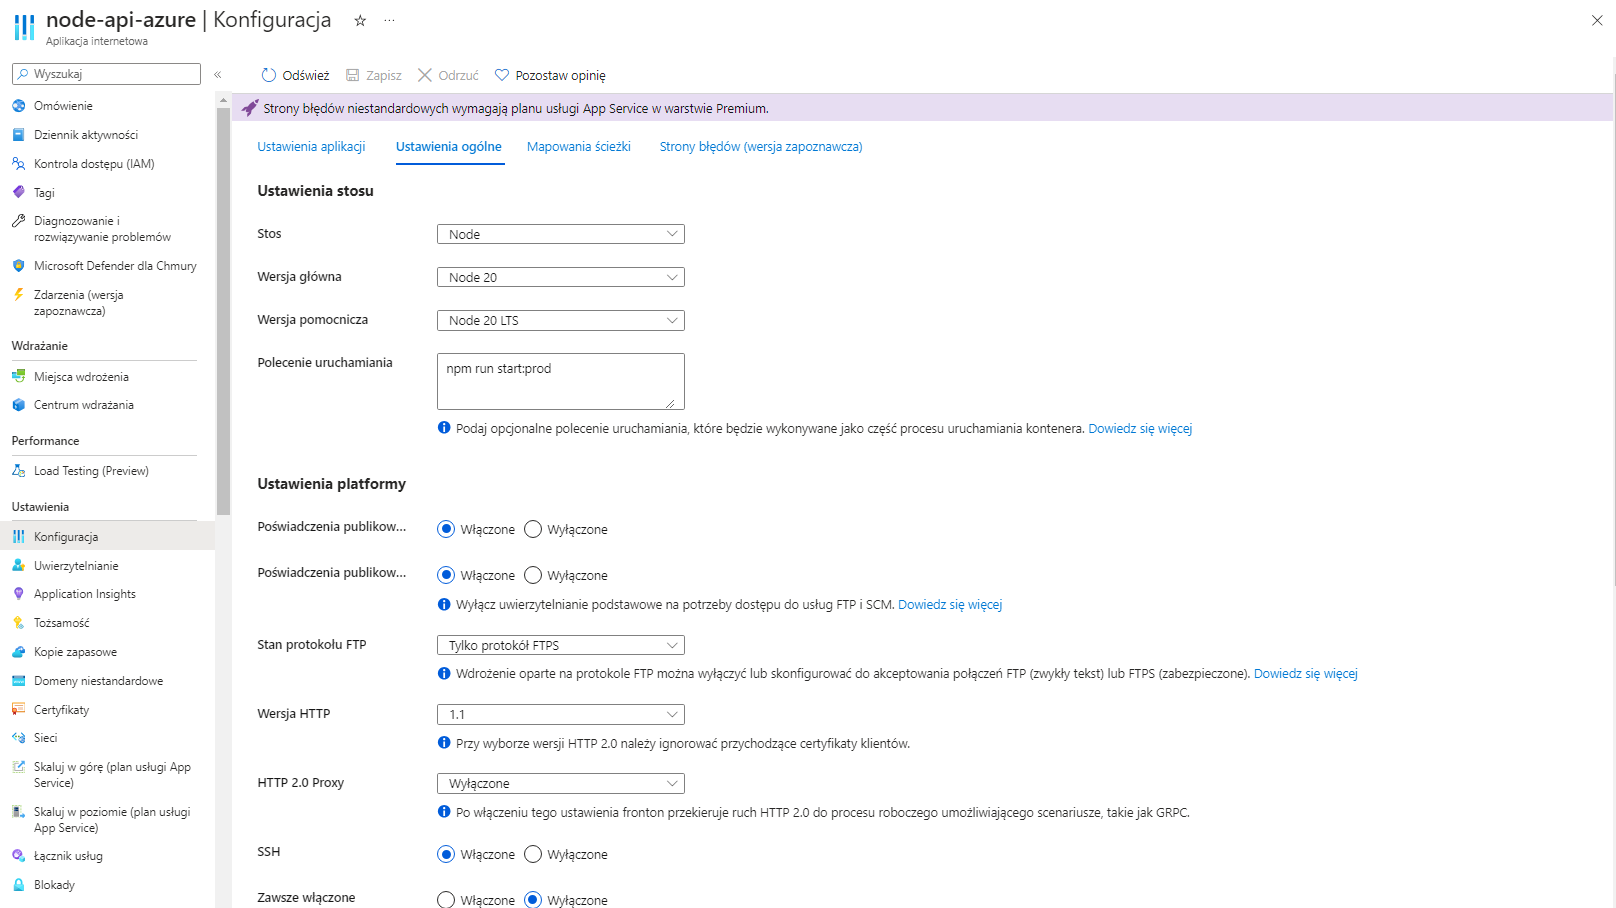 node-api-azure | Konfiguracja
Aplikacja internetowa
Wyszukaj
Omówienie
Dziennik aktywności
Kontrola dostępu (IAM)
Tagi
Diagnozowanie i
rozwiązywanie problemów
Microsoft Defender dla Chmury
Zdarzenia (wersja
zapoznawcza)
Wdrażanie
Miejsca wdrożenia
Centrum wdrażania
Performance
Load Testing (Preview)
Ustawienia
Konfiguracja
Uwierzytelnianie
Application Insights
Tożsamość
Kopie zapasowe
Domeny niestandardowe
Certyfikaty
Sieci
Skaluj w górę (plan usługi App
Service)
Skaluj w poziomie (plan usługi
App Service)
Łącznik usług
Blokady
Odśwież Zapisz Odrzuć Pozostaw opinię
Strony błędów niestandardowych wymagają planu usługi App Service w warstwie Premium.
Ustawienia aplikacji Ustawienia ogólne Mapowania ścieżki Strony błędów (wersja zapoznawcza)
Ustawienia stosu
Stos Node
Wersja główna Node 20
Wersja pomocnicza Node 20 LTS
Polecenie uruchamiania npm run start:prod
Podaj opcjonalne polecenie uruchamiania, które będzie wykonywane jako część procesu uruchamiania kontenera. Dowiedz się więcej
Ustawienia platformy
Poświadczenia publikow... Włączone Wyłączone
Poświadczenia publikow... Włączone Wyłączone
Wyłącz uwierzytelnianie podstawowe na potrzeby dostępu do usług FTP i SCM. Dowiedz się więcej
Stan protokołu FTP Tylko protokół FTPS
Wdrożenie oparte na protokole FTP można wyłączyć lub skonfigurować do akceptowania połączeń FTP (zwykły tekst) lub FTPS (zabezpieczone). Dowiedz się więcej
Wersja HTTP 1.1
Przy wyborze wersji HTTP 2.0 należy ignorować przychodzące certyfikaty klientów.
HTTP 2.0 Proxy Wyłączone
Po włączeniu tego ustawienia fronton przekieruje ruch HTTP 2.0 do procesu roboczego umożliwiającego scenariusze, takie jak GRPC.
SSH Włączone Wyłączone
Zawsze włączone Włączone Wyłączone